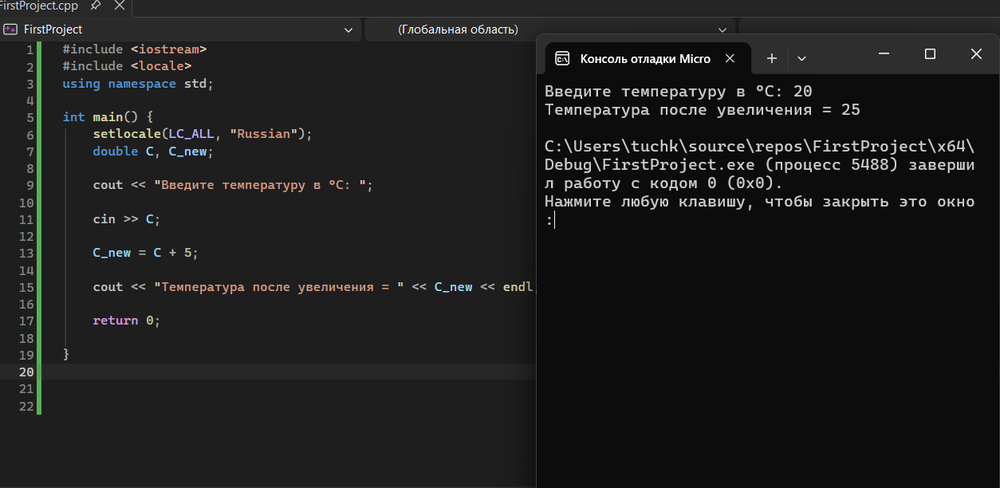 FirstProject.cpp
FirstProject
(Глобальная область)
1 #include <iostream>
2 #include <locale>
3 using namespace std;
4
5 int main() {
6 setlocale(LC_ALL, "Russian");
7 double C, C_new;
8
9 cout << "Введите температуру в °C: ";
10
11 cin >> C;
12
13 C_new = C + 5;
14
15 cout << "Температура после увеличения = " << C_new << endl;
16
17 return 0;
18
19 }
20
21
22
Консоль отладки Micro
Введите температуру в °C: 20
Температура после увеличения = 25
C:\Users\tuchk\source\repos\FirstProject\x64\
Debug\FirstProject.exe (процесс 5488) заверши
л работу с кодом 0 (0x0).
Нажмите любую клавишу, чтобы закрыть это окно
: